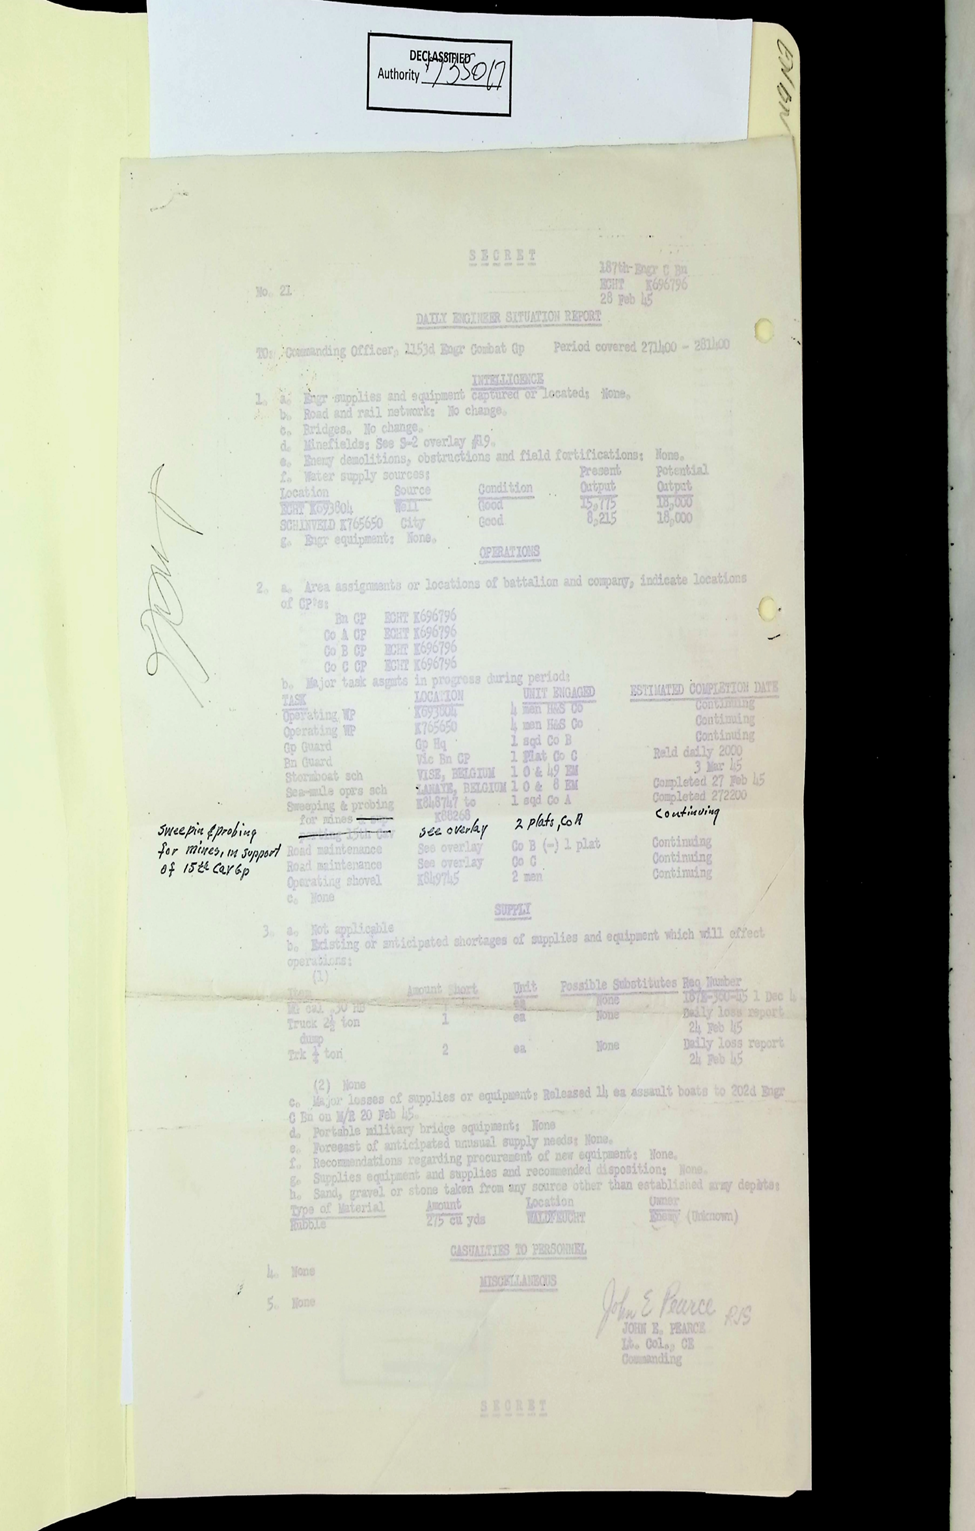 DECLASSIFIED
Authority 735017
EN BN
SECRET
187th Engr C Bn
No. 21 ECHT K696796
28 Feb 45
DAILY ENGINEER SITUATION REPORT
TO: Commanding Officer, 1153d Engr Combat Gp Period covered 271400 - 281400
INTELLIGENCE
1. a. Engr supplies and equipment captured or located: None.
b. Road and rail network: No change.
c. Bridges. No change.
d. Minefields: See S-2 overlay #19.
e. Enemy demolitions, obstructions and field fortifications: None.
f. Water supply sources:
Present Potential
Location Source Condition Output Output
ECHT K693804 Well Good 15,775 18,000
SCHINVELD K765650 City Good 8,215 18,000
g. Engr equipment: None.
OPERATIONS
2. a. Area assignments or locations of battalion and company, indicate locations
of CP's:
Bn CP ECHT K696796
Co A CP ECHT K696796
Co B CP ECHT K696796
Co C CP ECHT K696796
b. Major task asgmts in progress during period:
TASK LOCATION UNIT ENGAGED ESTIMATED COMPLETION DATE
Operating WP K693804 4 men H&S Co Continuing
Operating WP K765650 4 men H&S Co Continuing
Gp Guard Gp Hq 1 sqd Co B Continuing
Bn Guard Vic Bn CP 1 Plat Co C Reld daily 2000
Stormboat sch VISE, BELGIUM 1 O & 49 EM 3 Mar 45
Sea-mule oprs sch LANAYE, BELGIUM 1 O & 8 EM Completed 27 Feb 45
Sweeping & probing K848747 to 1 sqd Co A Completed 272200
for mines K88268
sweepin & probing see overlay 2 plats, Co A continuing
for mines, in support
of 15th Cav Gp
Road maintenance See overlay Co B (-) 1 plat Continuing
Road maintenance See overlay Co C Continuing
Operating shovel K849745 2 men Continuing
c. None
SUPPLY
3. a. Not applicable
b. Existing or anticipated shortages of supplies and equipment which will effect
operations:
(1)
Item Amount Short Unit Possible Substitutes Req Number
ea None
Truck 2½ ton 1 ea None Daily loss report
dump 24 Feb 45
Trk ¼ ton 2 ea None Daily loss report
24 Feb 45
(2) None
c. Major losses of supplies or equipment: Released 14 ea assault boats to 202d Engr
C Bn on M/R 20 Feb 45.
d. Portable military bridge equipment: None
e. Forecast of anticipated unusual supply needs: None.
f. Recommendations regarding procurement of new equipment: None.
g. Supplies equipment and supplies and recommended disposition: None.
h. Sand, gravel or stone taken from any source other than established army depots:
Type of Material Amount Location Owner
Rubble 275 cu yds WALDFEUCHT Enemy (Unknown)
CASUALTIES TO PERSONNEL
4. None
MISCELLANEOUS
5. None
John E Pearce RJS
JOHN E. PEARCE
Lt. Col., CE
Commanding
SECRET